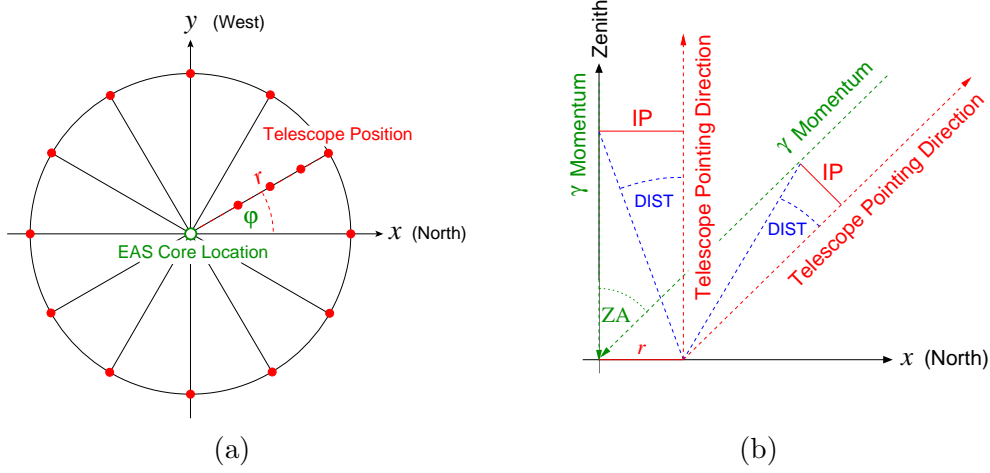 y (West)
Telescope Position
r
φ
x (North)
EAS Core Location
(a)
Zenith
γ Momentum
IP
DIST
Telescope Pointing Direction
γ Momentum
IP
DIST
Telescope Pointing Direction
ZA
r
x (North)
(b)